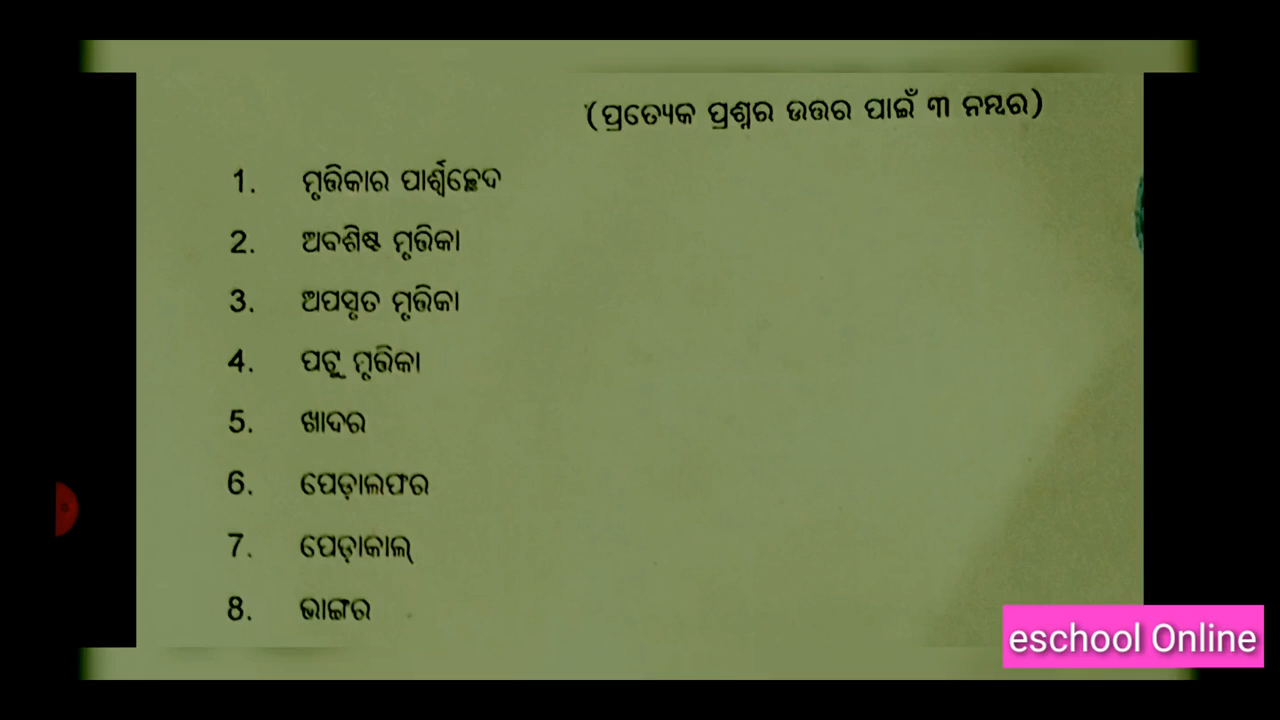 (ପ୍ରତ୍ୟେକ ପ୍ରଶ୍ନର ଉତ୍ତର ପାଇଁ ୩ ନମ୍ବର)
1. ମୃତ୍ତିକାର ପାର୍ଶ୍ୱଚ୍ଛେଦ
2. ଅବଶିଷ୍ଟ ମୃତ୍ତିକା
3. ଅପସୃତ ମୃତ୍ତିକା
4. ପଟୁ ମୃତ୍ତିକା
5. ଖାଦର
6. ପେଡ଼ାଲଫର
7. ପେଡ଼ାକାଲ୍
8. ଭାଙ୍ଗର
eschool Online